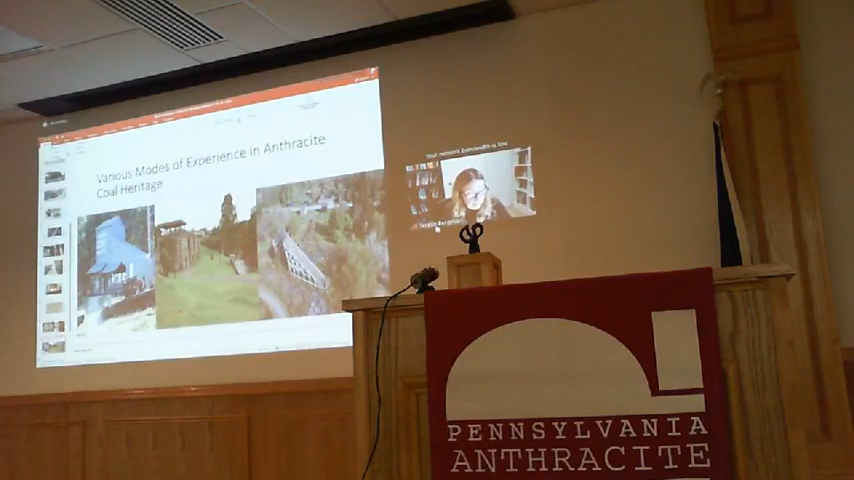 Various Modes of Experience in Anthracite
Coal Heritage
Your network bandwidth is low
PENNSYLVANIA
ANTHRACITE